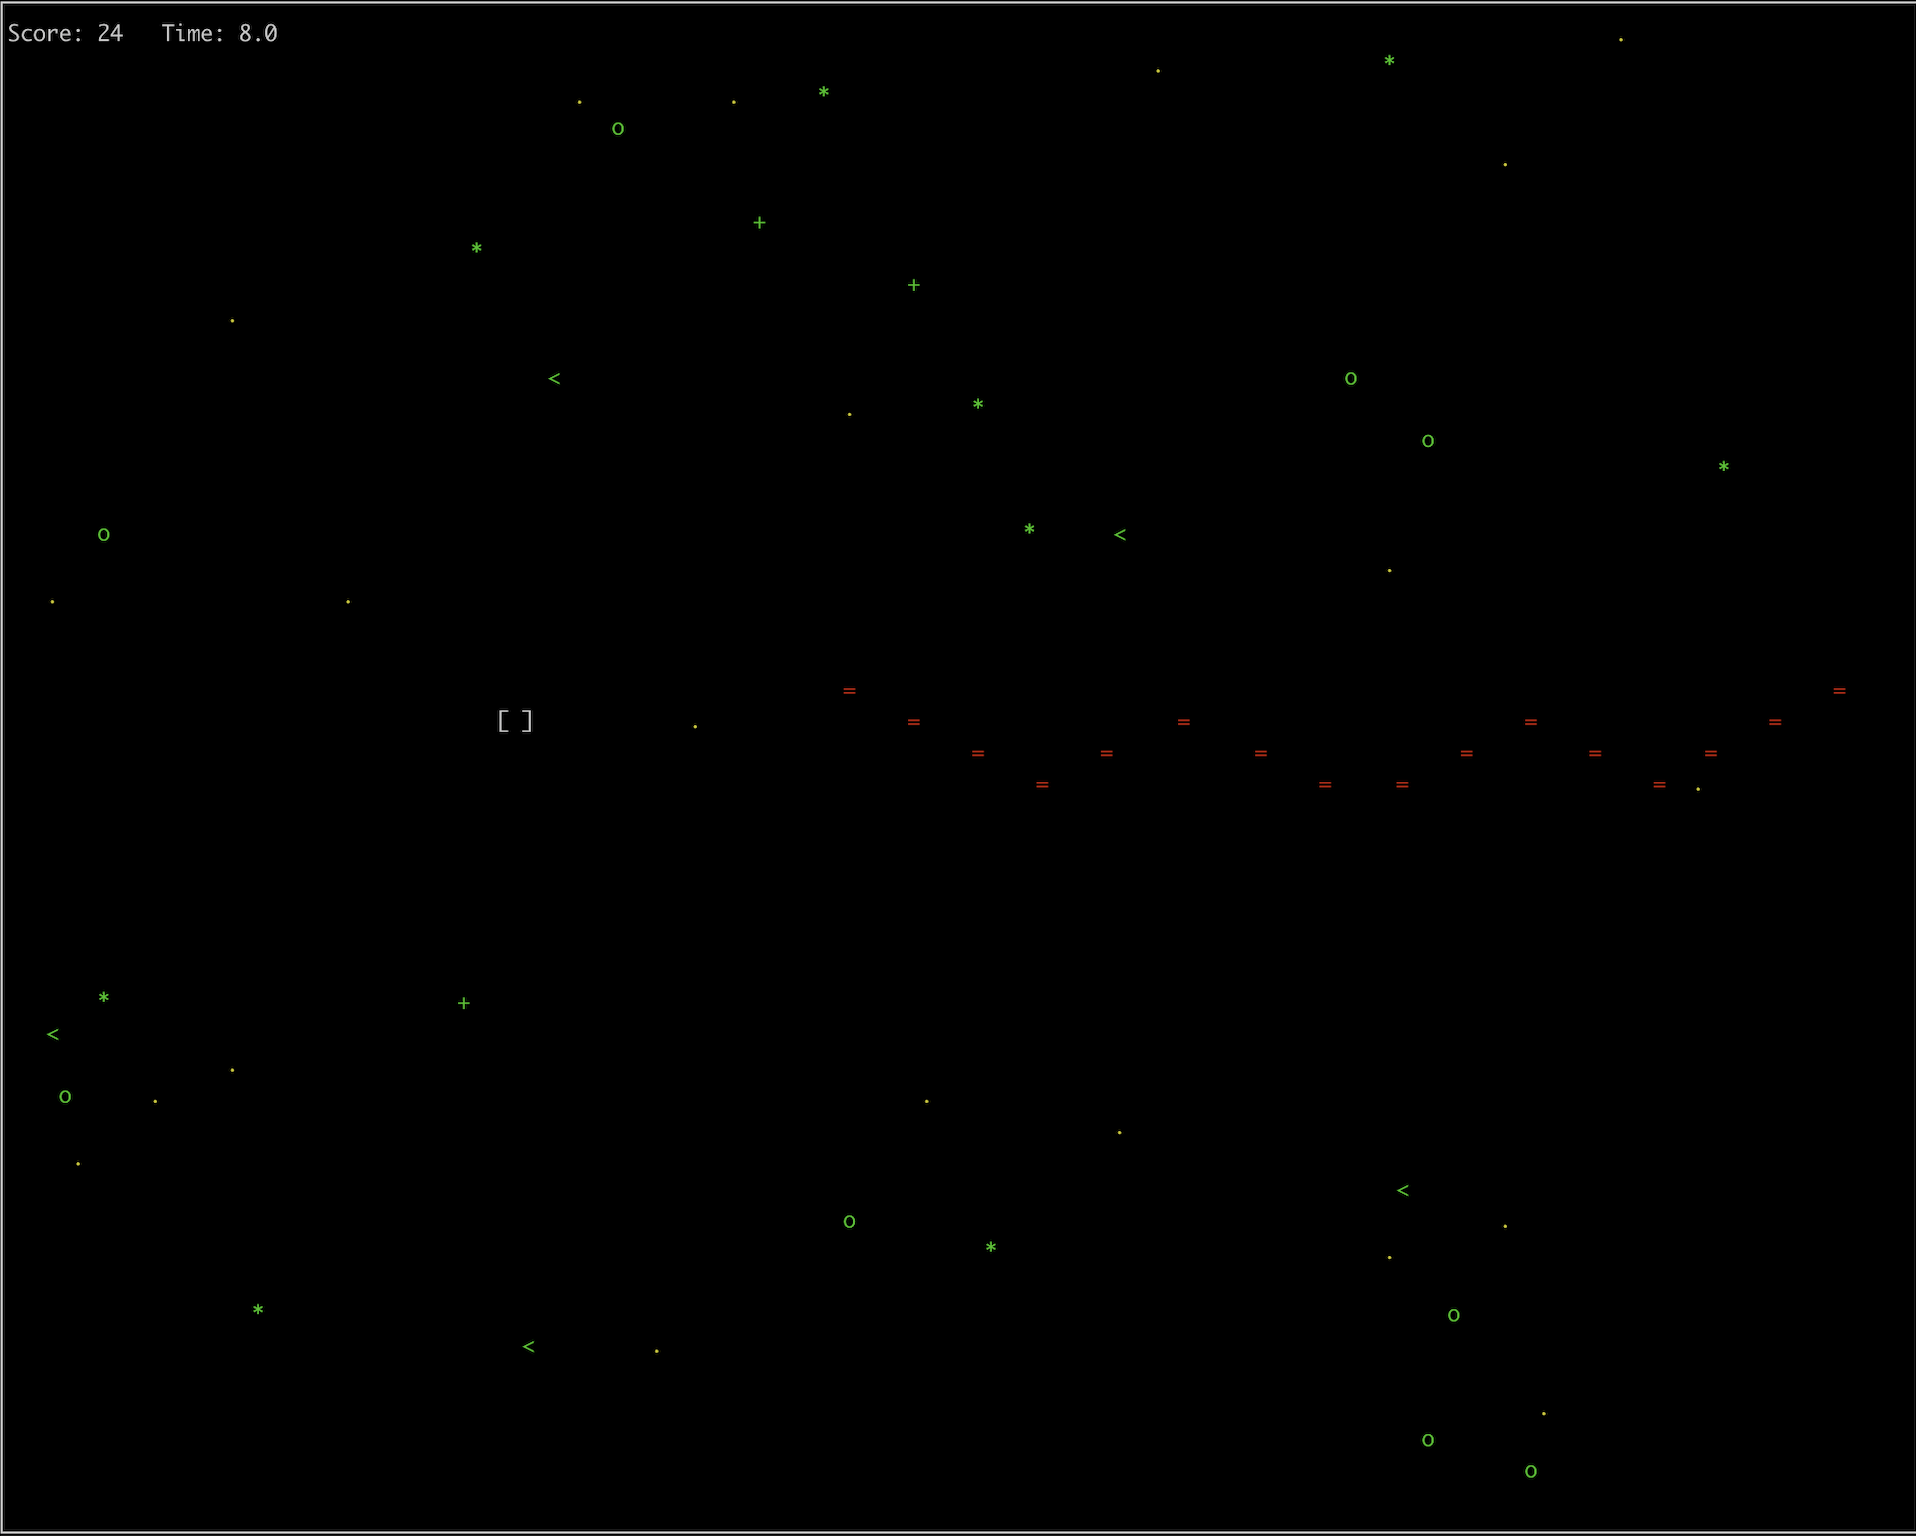 Score: 24   Time: 8.0
*
*
o
+
*
+
<
o
*
o
*
*
o <
=
=
[ ] = = = =
= = = = = =
= = = =
*
+
<
o
<
o
*
*
o
<
o
o